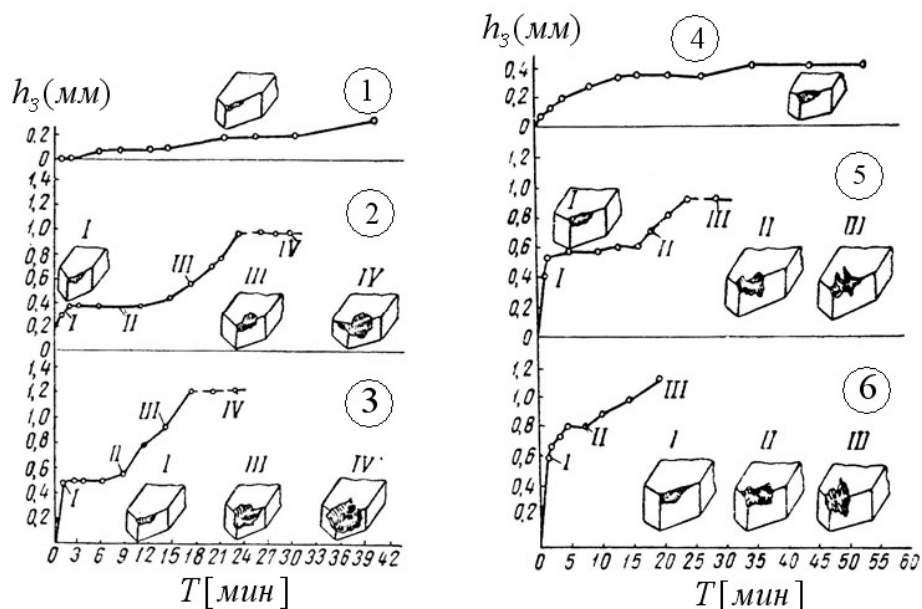 h₃(мм)
1
0.2
0
1,4
1,2
2
1,0
0,8
I
0,6
III
III
IV
IV
0,4
0,2
I
II
0
1,4
1,2
IV
3
1,0
III
0,8
II
I
III
IV
0,6
0,4
I
0,2
0 3 6 9 12 15 18 21 24 27 30 33 36 39 42
T[мин]
h₃(мм)
4
0,4
0,2
0
1,2
5
1,0
I
III
0,8
II
III
II
0,6
I
0,4
0,2
0
1,2
6
III
1,0
0,8
II
I
II
III
0,6
I
0,4
0,2
0 5 10 15 20 25 30 35 40 45 50 55 60
T[мин]